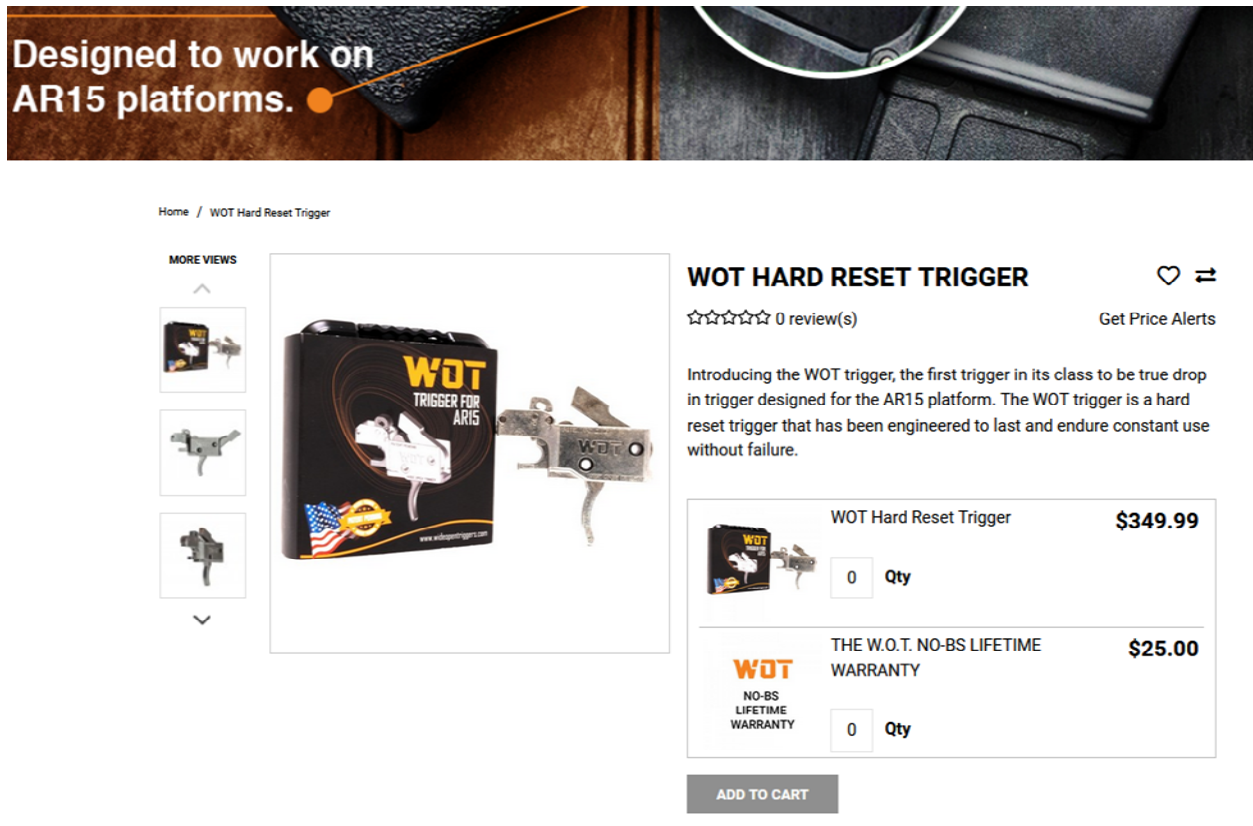 Designed to work on
AR15 platforms.
Home / WOT Hard Reset Trigger
MORE VIEWS
WOT
TRIGGER FOR
AR15
WOT
www.wideopentriggers.com
WOT HARD RESET TRIGGER
0 review(s)
Get Price Alerts
Introducing the WOT trigger, the first trigger in its class to be true drop
in trigger designed for the AR15 platform. The WOT trigger is a hard
reset trigger that has been engineered to last and endure constant use
without failure.
WOT Hard Reset Trigger
$349.99
0 Qty
WOT
NO-BS
LIFETIME
WARRANTY
THE W.O.T. NO-BS LIFETIME
WARRANTY
$25.00
0 Qty
ADD TO CART